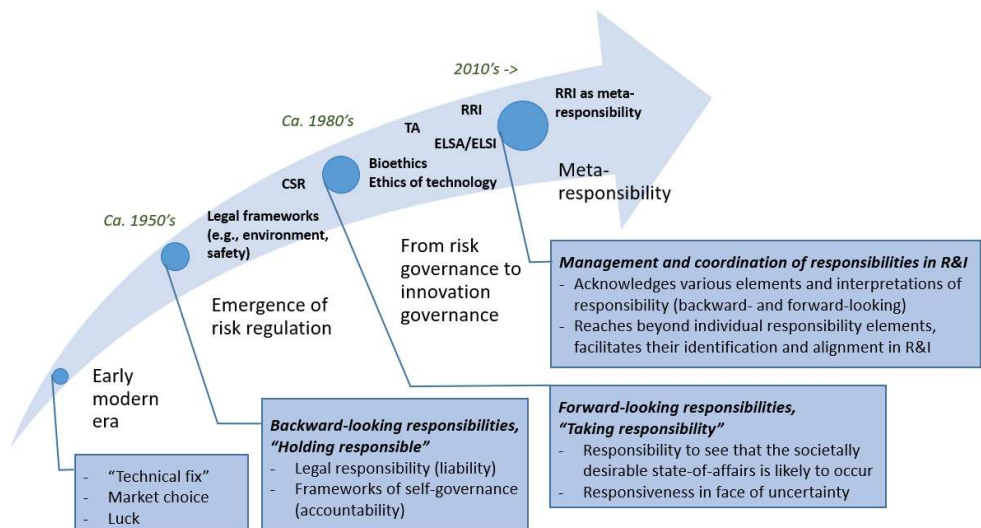 2010's ->
RRI as meta-
responsibility
RRI
Ca. 1980's
TA
ELSA/ELSI
Bioethics
Ethics of technology
CSR
Meta-
responsibility
Ca. 1950's
Legal frameworks
(e.g., environment,
safety)
From risk
governance to
innovation
governance
Emergence of
risk regulation
Early
modern
era
Management and coordination of responsibilities in R&I
- Acknowledges various elements and interpretations of
responsibility (backward- and forward-looking)
- Reaches beyond individual responsibility elements,
facilitates their identification and alignment in R&I
Forward-looking responsibilities,
“Taking responsibility”
- Responsibility to see that the societally
desirable state-of-affairs is likely to occur
- Responsiveness in face of uncertainty
Backward-looking responsibilities,
“Holding responsible”
- Legal responsibility (liability)
- Frameworks of self-governance
(accountability)
- “Technical fix”
- Market choice
- Luck